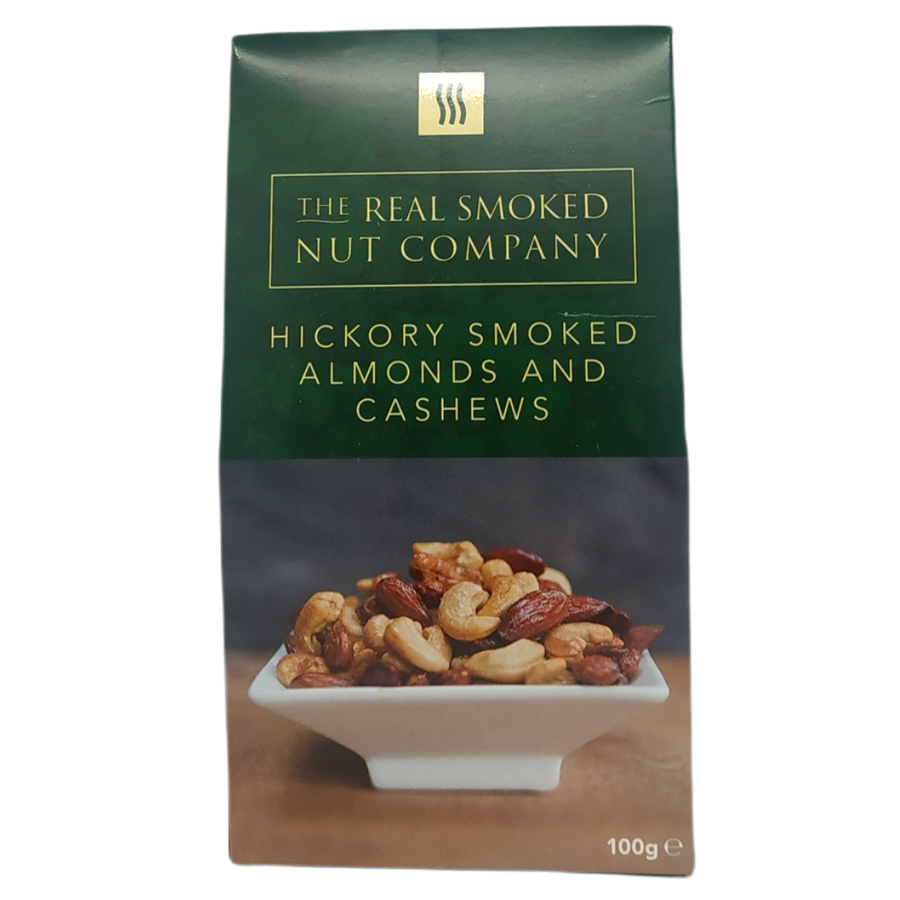 THE REAL SMOKED
NUT COMPANY
HICKORY SMOKED
ALMONDS AND
CASHEWS
100g ℮